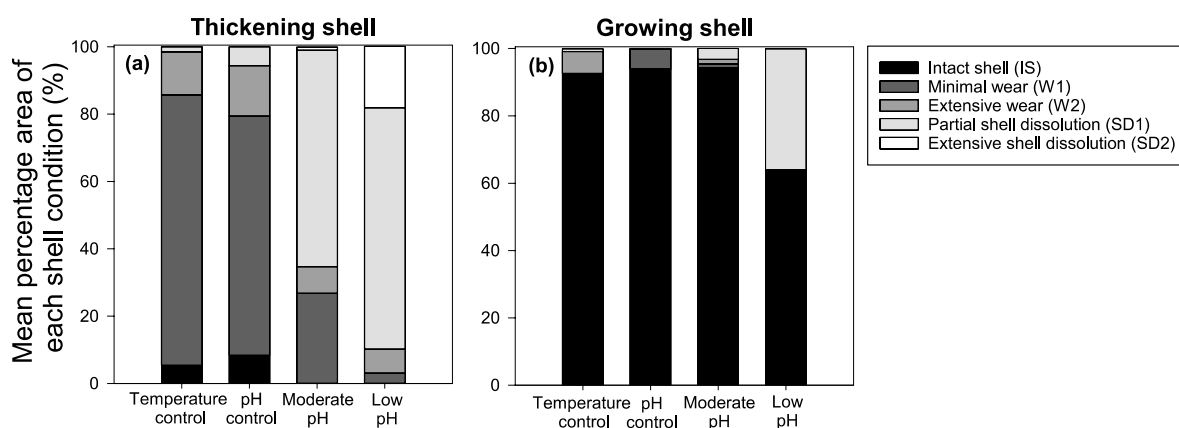 Thickening shell
Growing shell
Mean percentage area of
each shell condition (%)
(a)
100
80
60
40
20
0
Temperature
control
pH
control
Moderate
pH
Low
pH
(b)
100
80
60
40
20
0
Temperature
control
pH
control
Moderate
pH
Low
pH
Intact shell (IS)
Minimal wear (W1)
Extensive wear (W2)
Partial shell dissolution (SD1)
Extensive shell dissolution (SD2)